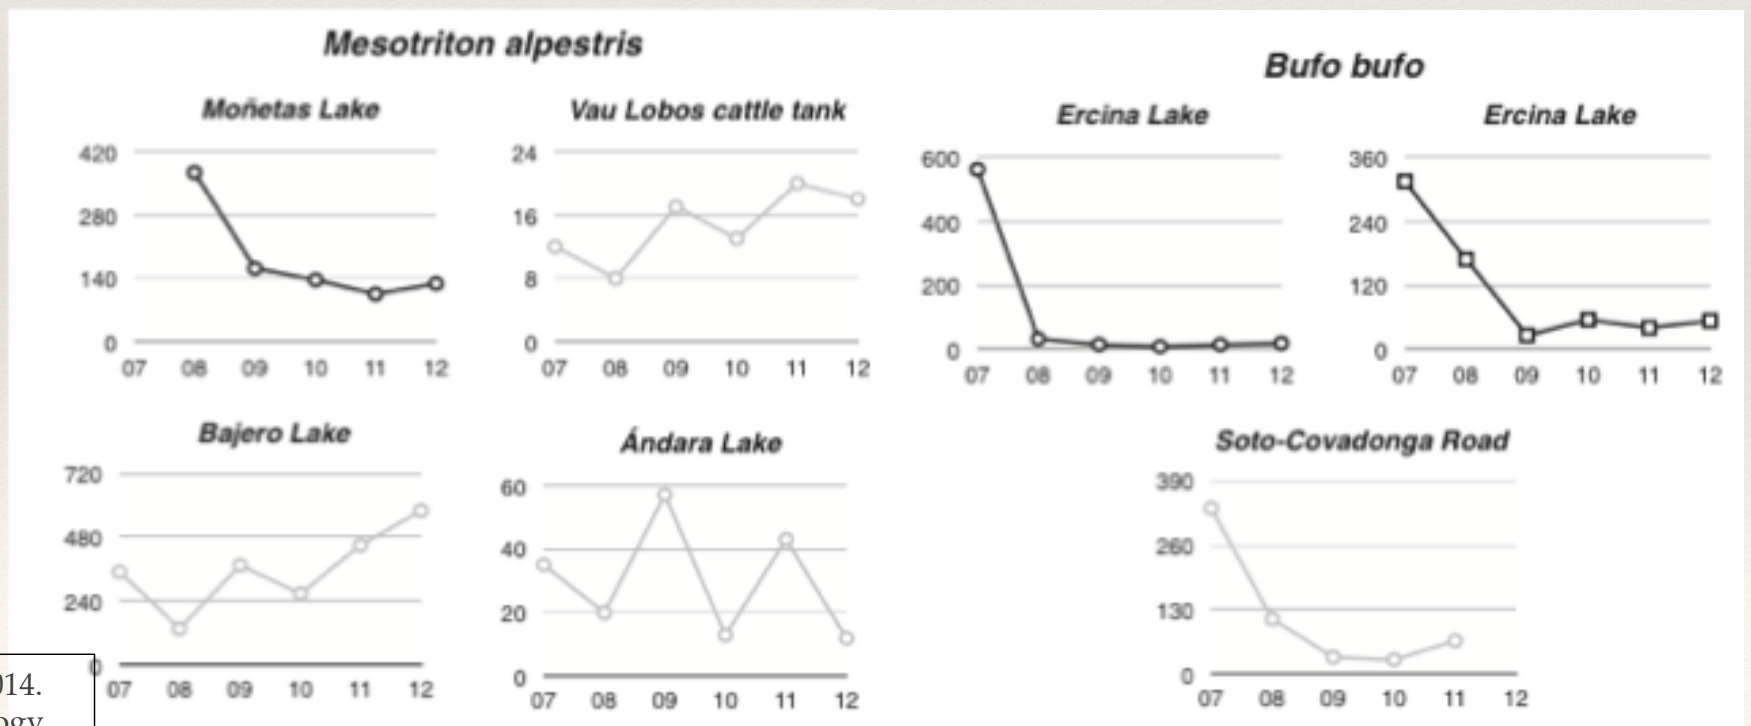 Mesotriton alpestris
Moñetas Lake
420
280
140
0
07 08 09 10 11 12
Vau Lobos cattle tank
24
16
8
0
07 08 09 10 11 12
Bajero Lake
720
480
240
0
07 08 09 10 11 12
Ándara Lake
60
40
20
0
07 08 09 10 11 12
Bufo bufo
Ercina Lake
600
400
200
0
07 08 09 10 11 12
Ercina Lake
360
240
120
0
07 08 09 10 11 12
Soto-Covadonga Road
390
260
130
0
07 08 09 10 11 12
14.